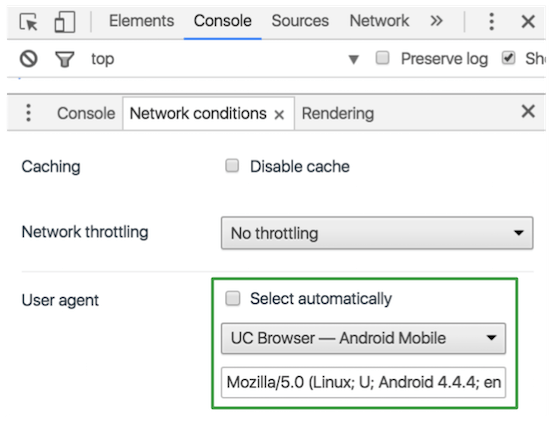 Elements Console Sources Network »
top Preserve log Sho
Console Network conditions × Rendering
Caching Disable cache
Network throttling No throttling
User agent Select automatically
UC Browser — Android Mobile
Mozilla/5.0 (Linux; U; Android 4.4.4; en